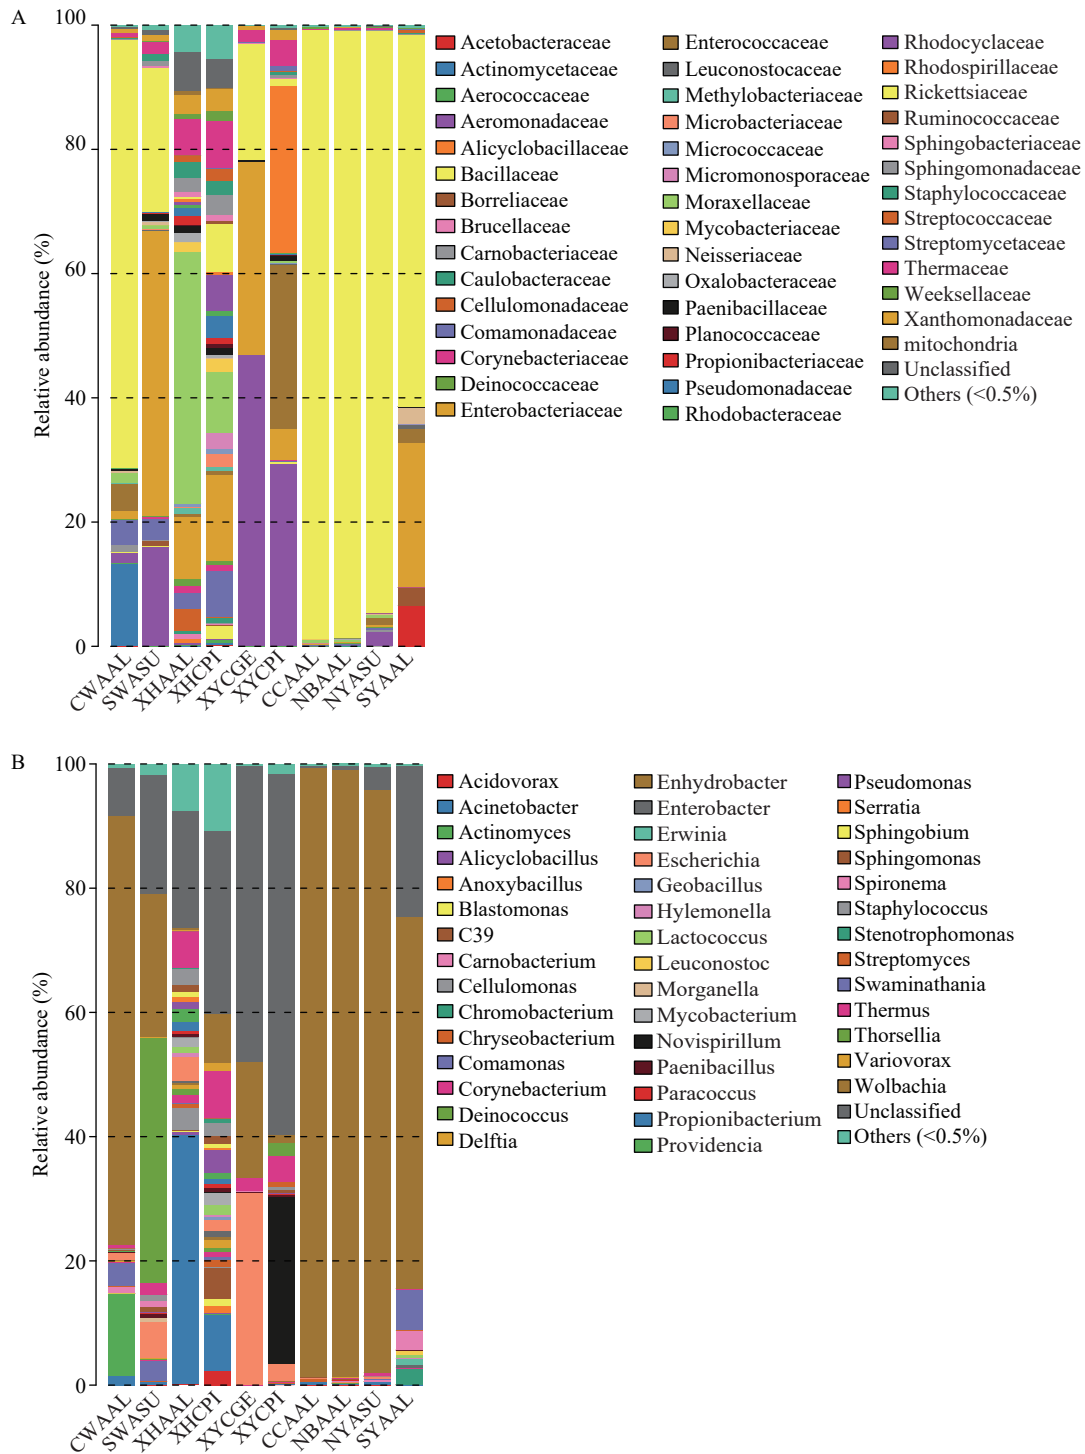 A
100
80
60
40
20
0
Relative abundance (%)
CWAAL
SWASU
XHAAL
XHCPI
XYCGE
XYCPI
CCAAL
NBAAL
NYASU
SYAAL
Acetobacteraceae
Actinomycetaceae
Aerococcaceae
Aeromonadaceae
Alicyclobacillaceae
Bacillaceae
Borreliaceae
Brucellaceae
Carnobacteriaceae
Caulobacteraceae
Cellulomonadaceae
Comamonadaceae
Corynebacteriaceae
Deinococcaceae
Enterobacteriaceae
Enterococcaceae
Leuconostocaceae
Methylobacteriaceae
Microbacteriaceae
Micrococcaceae
Micromonosporaceae
Moraxellaceae
Mycobacteriaceae
Neisseriaceae
Oxalobacteraceae
Paenibacillaceae
Planococcaceae
Propionibacteriaceae
Pseudomonadaceae
Rhodobacteraceae
Rhodocyclaceae
Rhodospirillaceae
Rickettsiaceae
Ruminococcaceae
Sphingobacteriaceae
Sphingomonadaceae
Staphylococcaceae
Streptococcaceae
Streptomycetaceae
Thermaceae
Weeksellaceae
Xanthomonadaceae
mitochondria
Unclassified
Others (<0.5%)
B
100
80
60
40
20
0
Relative abundance (%)
CWAAL
SWASU
XHAAL
XHCPI
XYCGE
XYCPI
CCAAL
NBAAL
NYASU
SYAAL
Acidovorax
Acinetobacter
Actinomyces
Alicyclobacillus
Anoxybacillus
Blastomonas
C39
Carnobacterium
Cellulomonas
Chromobacterium
Chryseobacterium
Comamonas
Corynebacterium
Deinococcus
Delftia
Enhydrobacter
Enterobacter
Erwinia
Escherichia
Geobacillus
Hylemonella
Lactococcus
Leuconostoc
Morganella
Mycobacterium
Novispirillum
Paenibacillus
Paracoccus
Propionibacterium
Providencia
Pseudomonas
Serratia
Sphingobium
Sphingomonas
Spironema
Staphylococcus
Stenotrophomonas
Streptomyces
Swaminathania
Thermus
Thorsellia
Variovorax
Wolbachia
Unclassified
Others (<0.5%)